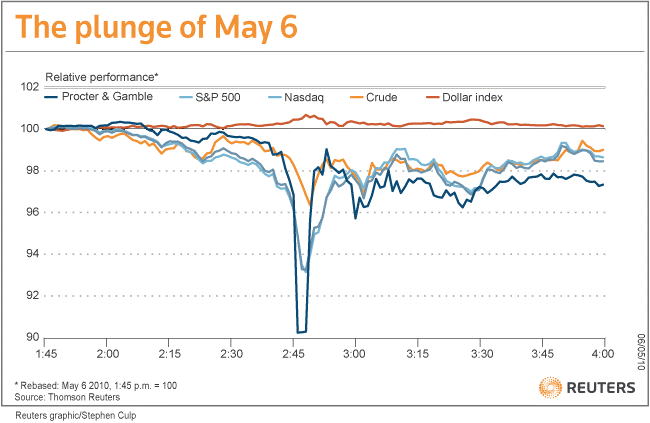 The plunge of May 6
Relative performance*
Procter & Gamble S&P 500 Nasdaq Crude Dollar index
102
100
98
96
94
92
90
1:45 2:00 2:15 2:30 2:45 3:00 3:15 3:30 3:45 4:00
06/05/10
* Rebased: May 6 2010, 1:45 p.m. = 100
Source: Thomson Reuters
REUTERS
Reuters graphic/Stephen Culp